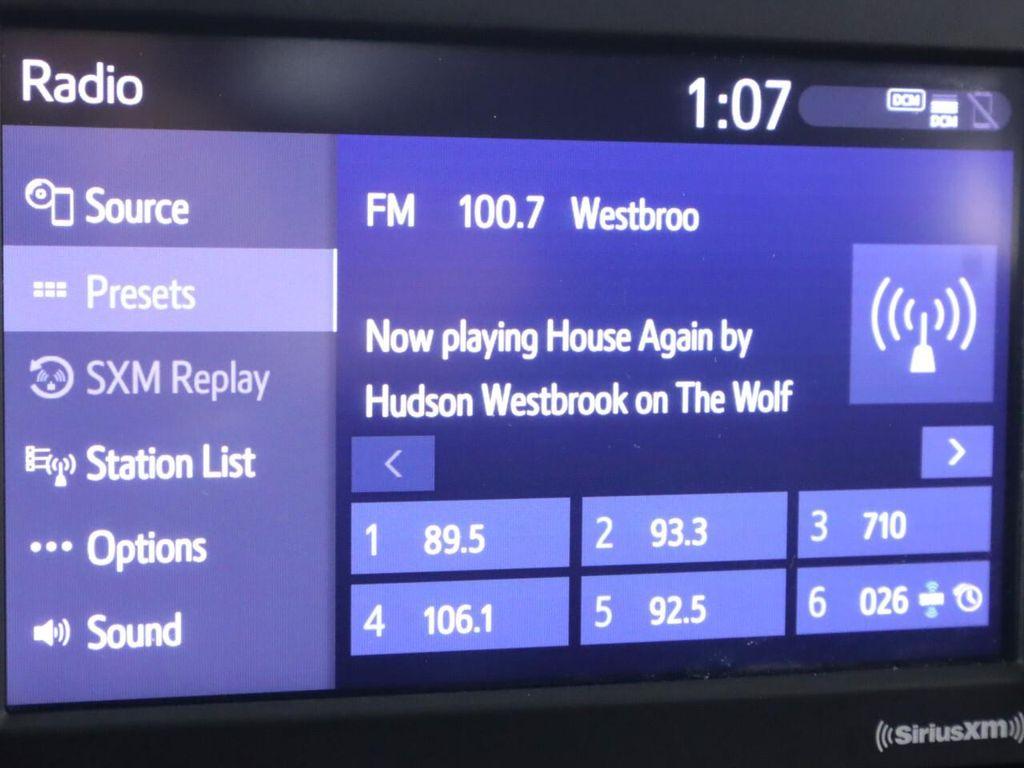 Radio
1:07
DCM
DCM
Source
Presets
SXM Replay
Station List
Options
Sound
FM 100.7 Westbroo
Now playing House Again by
Hudson Westbrook on The Wolf
<
>
1 89.5
2 93.3
3 710
4 106.1
5 92.5
6 026
((SiriusXM))